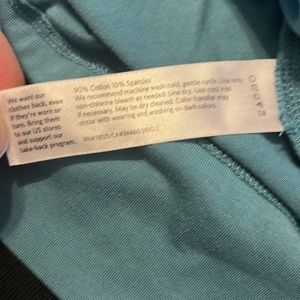 We want our
clothes back, even
if they're worn or
torn. Bring them
to our US stores
and support our
take-back program.
90% Cotton 10% Spandex
We recommend machine wash cold, gentle cycle. Use only
non-chlorine bleach as needed. Line dry. Use cool iron
if necessary. May be dry cleaned. Color transfer may
occur with wearing and washing on dark colors.